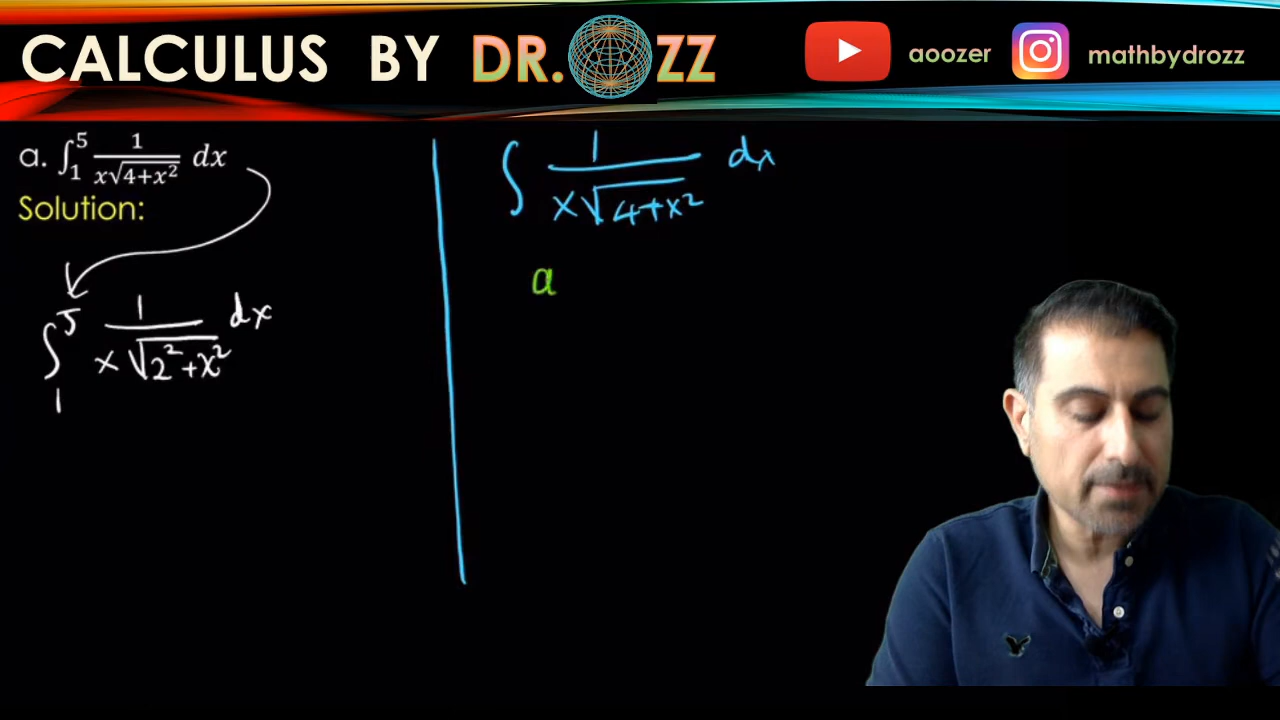 CALCULUS BY DR. OZZ
aoozer
mathbydrozz
a. ∫₁⁵ 1/(x√(4+x²)) dx
Solution:
∫₁⁵ 1/(x√(2²+x²)) dx
∫ 1/(x√(4+x²)) dx
a